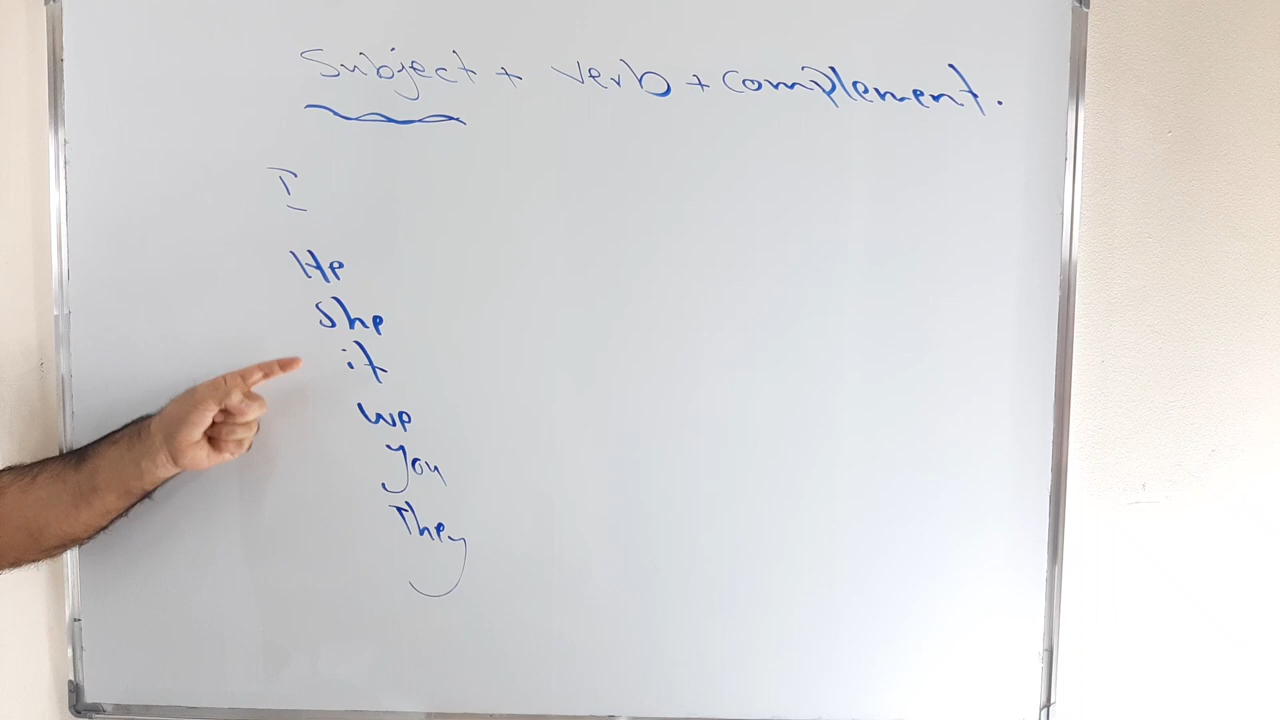 Subject + verb + complement.
I
He
She
it
we
you
They